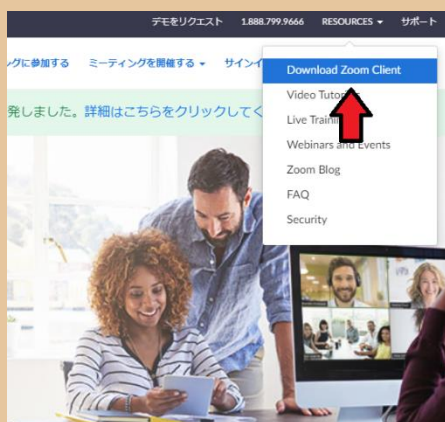 デモをリクエスト 1.888.799.9666 RESOURCES サポート
ングに参加する ミーティングを開催する サインイ
Download Zoom Client
発しました。詳細はこちらをクリックしてく
Video Tutor
Live Traini
Webinars and Events
Zoom Blog
FAQ
Security